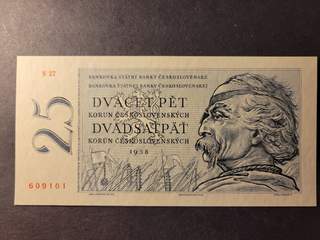 S 27
BANKOVKA STÁTNÍ BANKY ČESKOSLOVENSKÉ
BANKOVKA ŠTÁTNEJ BANKY ČESKOSLOVENSKEJ
25
DVACET PĚT
KORUN ČESKOSLOVENSKÝCH
DVADSAŤPÄŤ
KORÚN ČESKOSLOVENSKÝCH
1958
609101